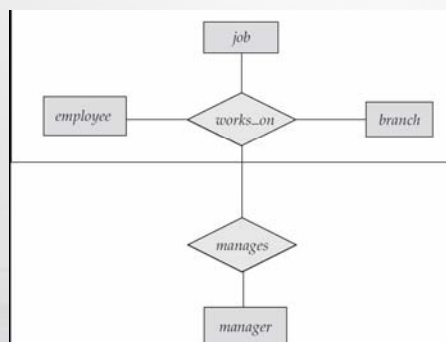 job
employee
works_on
branch
manages
manager